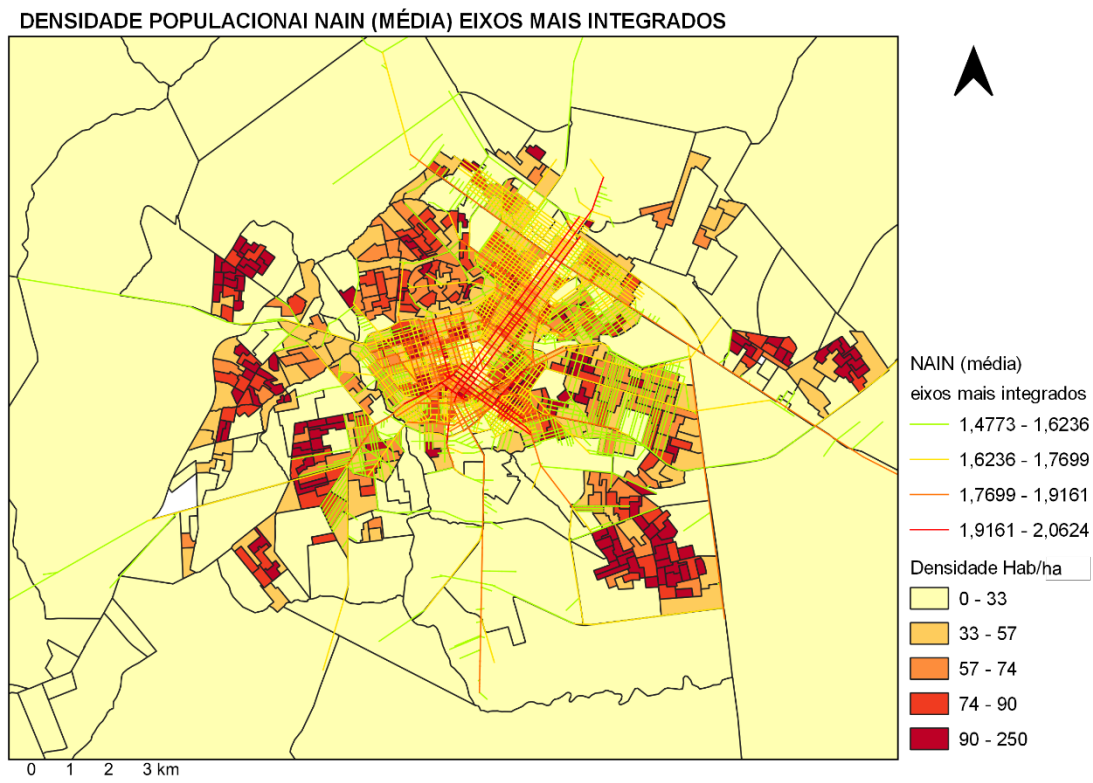 DENSIDADE POPULACIONAI NAIN (MÉDIA) EIXOS MAIS INTEGRADOS
NAIN (média)
eixos mais integrados
1,4773 - 1,6236
1,6236 - 1,7699
1,7699 - 1,9161
1,9161 - 2,0624
Densidade Hab/ha
0 - 33
33 - 57
57 - 74
74 - 90
90 - 250
0 1 2 3 km